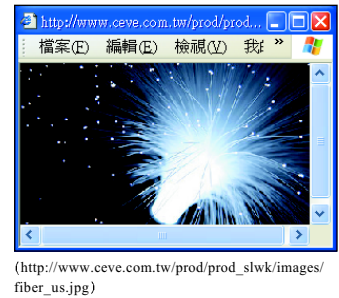 http://www.ceve.com.tw/prod/prod...
檔案(F) 編輯(E) 檢視(V) 我 »
(http://www.ceve.com.tw/prod/prod_slwk/images/
fiber_us.jpg)